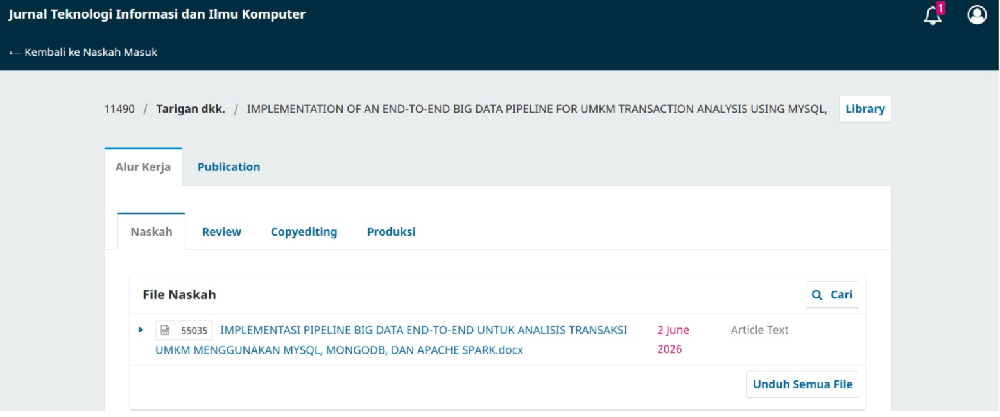 Jurnal Teknologi Informasi dan Ilmu Komputer
1
← Kembali ke Naskah Masuk
11490 / Tarigan dkk. / IMPLEMENTATION OF AN END-TO-END BIG DATA PIPELINE FOR UMKM TRANSACTION ANALYSIS USING MYSQL,
Library
Alur Kerja
Publication
Naskah
Review
Copyediting
Produksi
File Naskah
Cari
55035 IMPLEMENTASI PIPELINE BIG DATA END-TO-END UNTUK ANALISIS TRANSAKSI
UMKM MENGGUNAKAN MYSQL, MONGODB, DAN APACHE SPARK.docx
2 June
2026
Article Text
Unduh Semua File